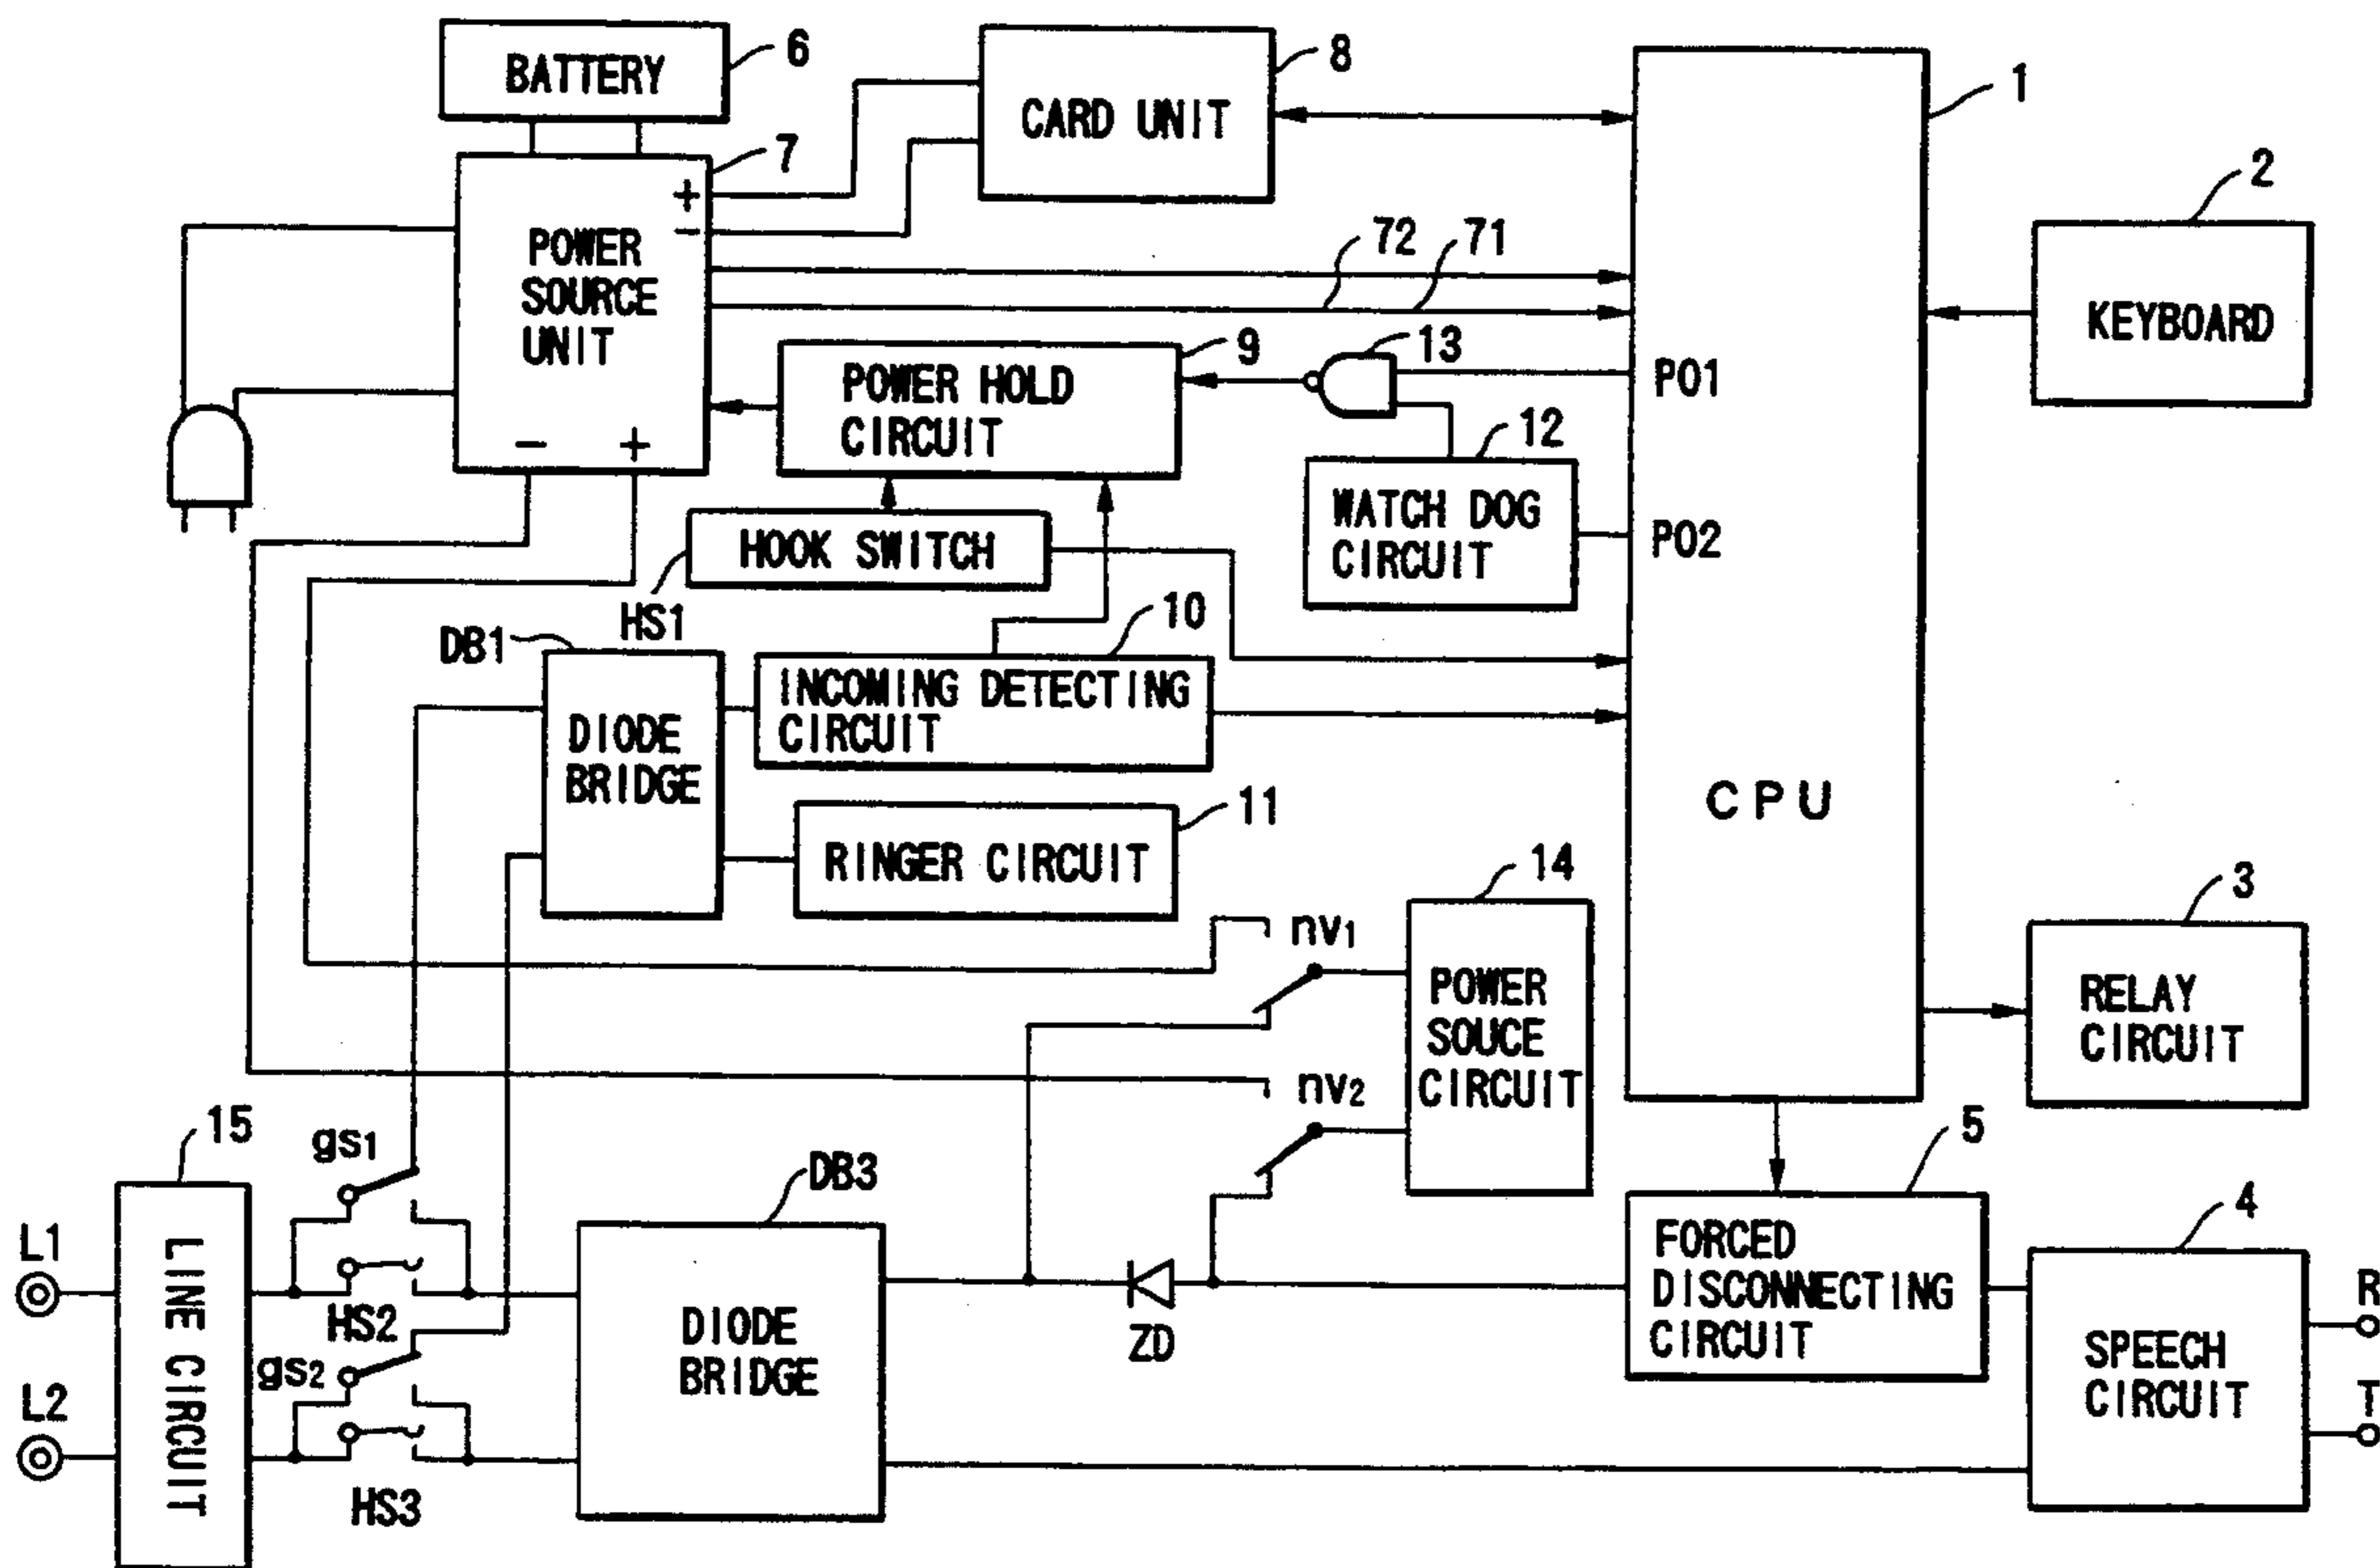 BATTERY
6
CARD UNIT
8
1
7
+
−
POWER
SOURCE
UNIT
−
+
72
71
2
KEYBOARD
9
POWER HOLD
CIRCUIT
13
PO1
12
WATCH DOG
CIRCUIT
PO2
HOOK SWITCH
HS1
10
DB1
INCOMING DETECTING
CIRCUIT
DIODE
BRIDGE
CPU
11
RINGER CIRCUIT
14
3
nv1
POWER
SOUCE
CIRCUIT
RELAY
CIRCUIT
nv2
15
gs1
DB3
5
4
L1
LINE CIRCUIT
HS2
gs2
L2
HS3
DIODE
BRIDGE
ZD
FORCED
DISCONNECTING
CIRCUIT
SPEECH
CIRCUIT
R
T